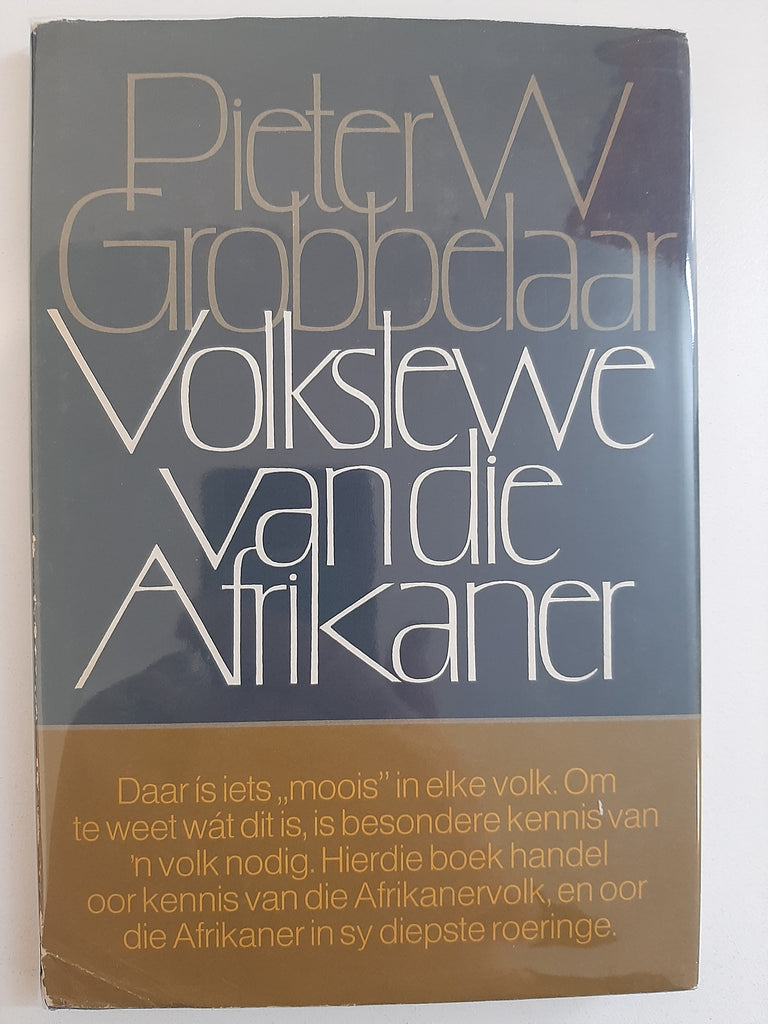 Pieter W
Grobbelaar
Volkslewe
van die
Afrikaner
Daar ís iets „moois” in elke volk. Om
te weet wát dit is, is besondere kennis van
'n volk nodig. Hierdie boek handel
oor kennis van die Afrikanervolk, en oor
die Afrikaner in sy diepste roeringe.